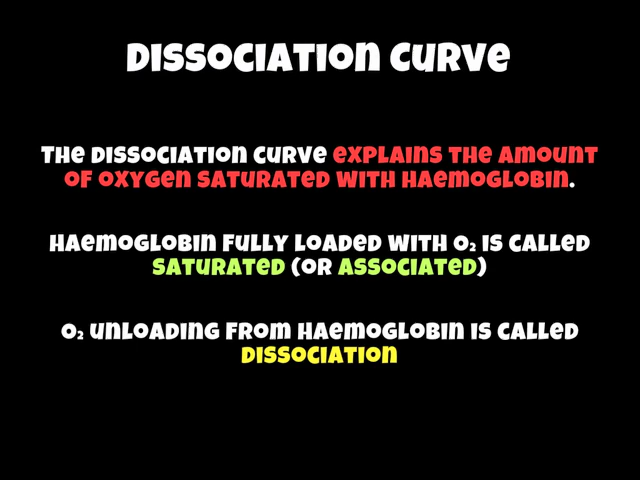 DISSOCIATION CURVE
THE DISSOCIATION CURVE EXPLAINS THE AMOUNT
OF OXYGEN SATURATED WITH HAEMOGLOBIN.
HAEMOGLOBIN FULLY LOADED WITH O₂ IS CALLED
SATURATED (OR ASSOCIATED)
O₂ UNLOADING FROM HAEMOGLOBIN IS CALLED
DISSOCIATION